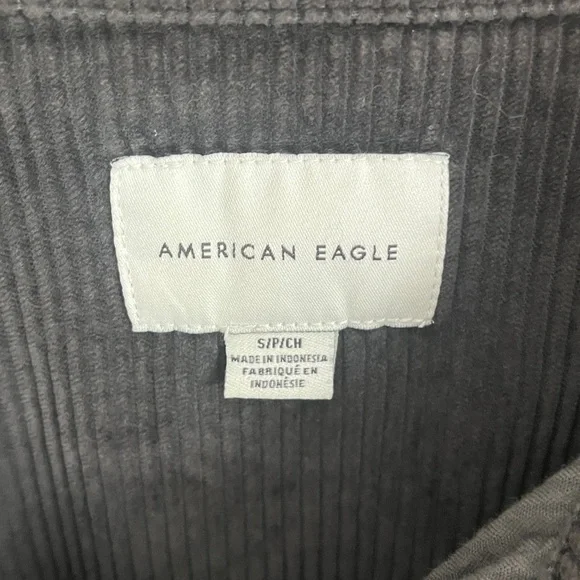 AMERICAN EAGLE
S/P/CH
MADE IN INDONESIA
FABRIQUÉ EN
INDONÉSIE